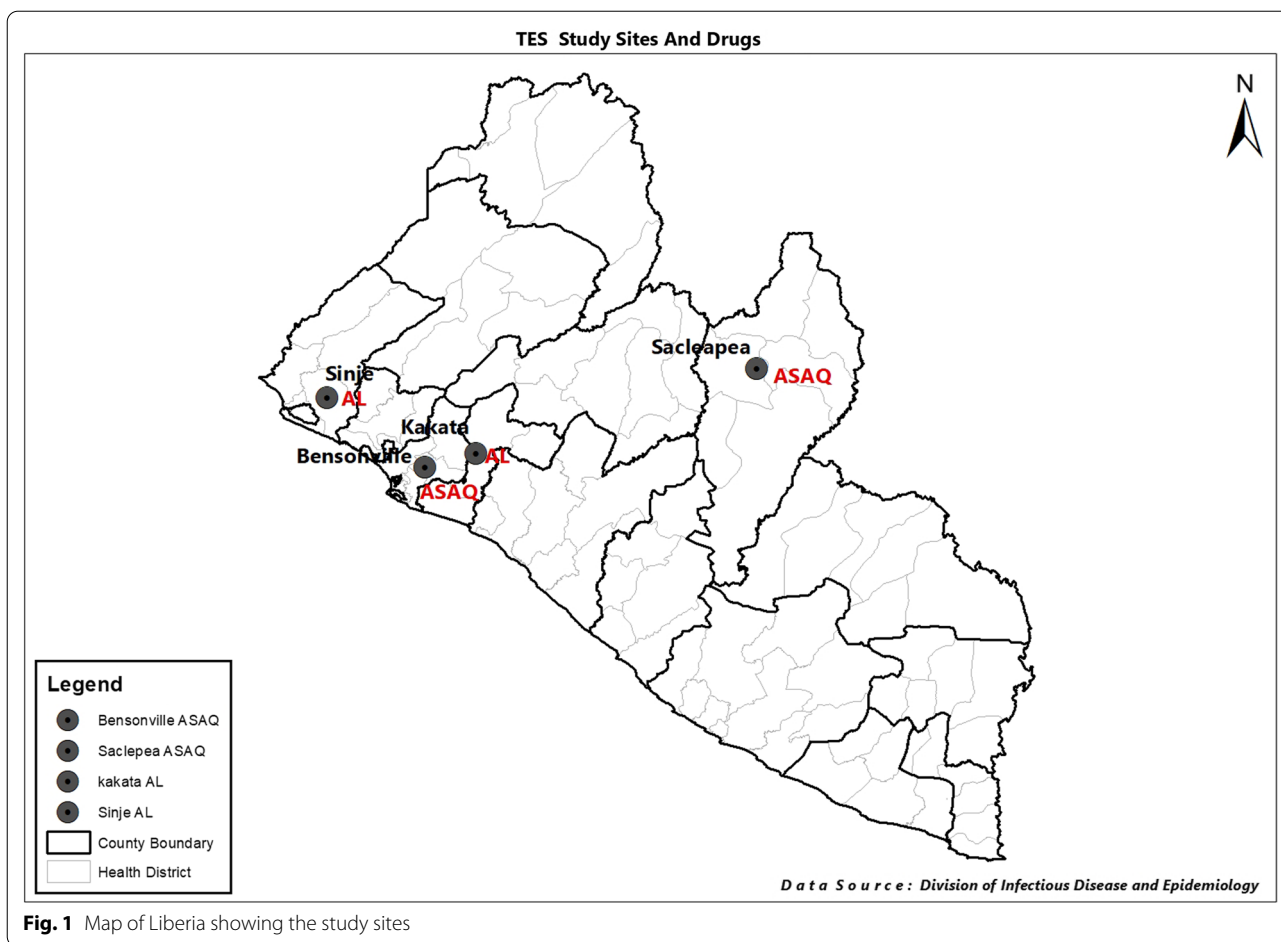 TES Study Sites And Drugs
N
Sacleapea
ASAQ
Sinje
AL
Kakata
AL
Bensonville
ASAQ
Legend
Bensonville ASAQ
Saclepea ASAQ
kakata AL
Sinje AL
County Boundary
Health District
Data Source: Division of Infectious Disease and Epidemiology
Fig. 1 Map of Liberia showing the study sites